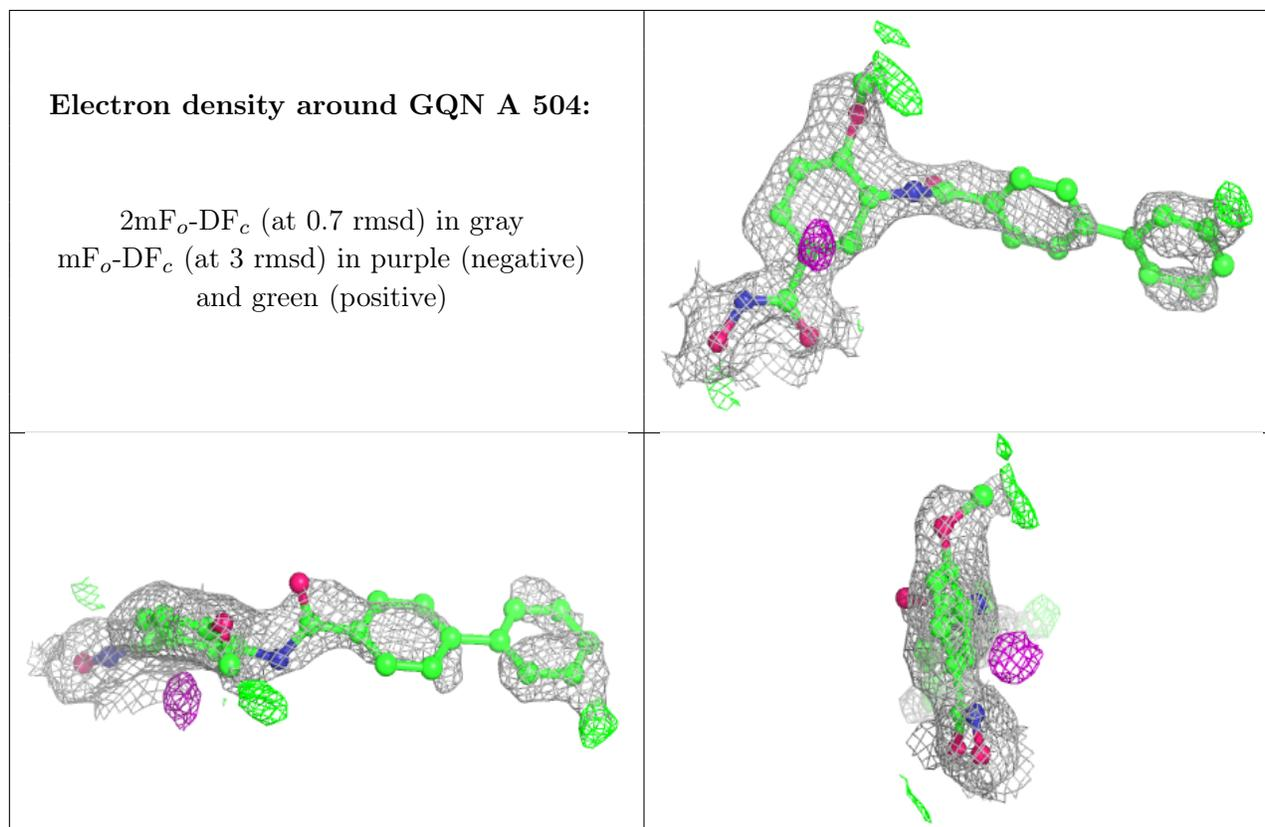 Electron density around GQN A 504:
2mFo-DFc (at 0.7 rmsd) in gray
mFo-DFc (at 3 rmsd) in purple (negative)
and green (positive)